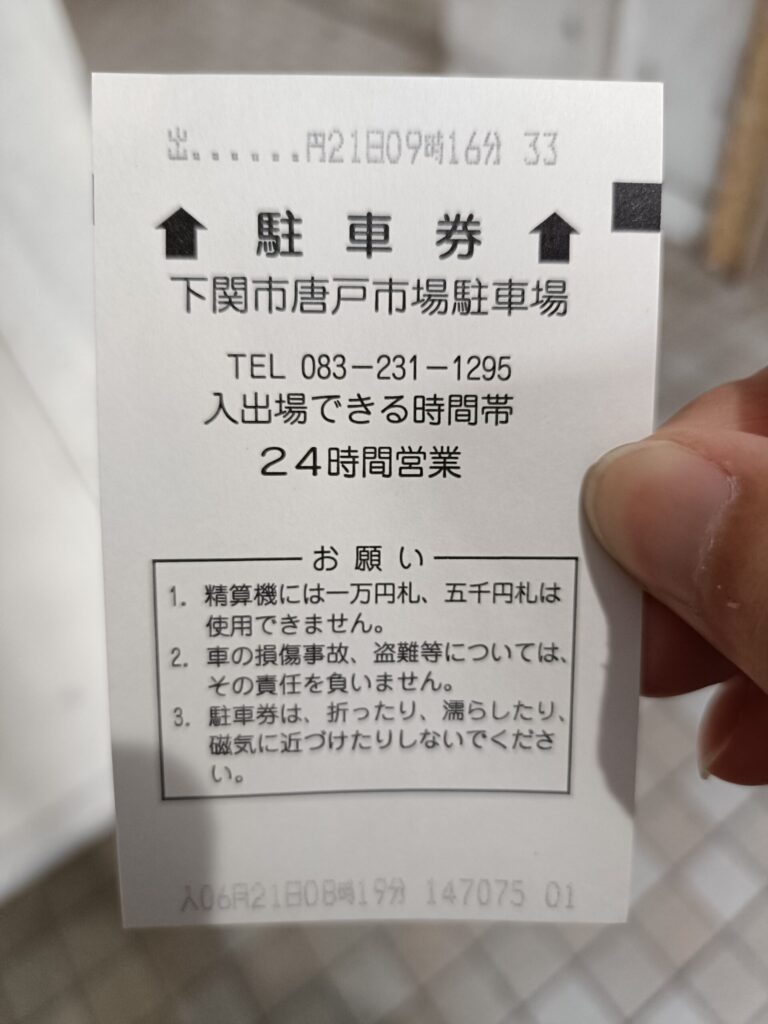 出......円21日09時16分 33
駐車券
下関市唐戸市場駐車場
TEL 083-231-1295
入出場できる時間帯
24時間営業
お願い
1. 精算機には一万円札、五千円札は
使用できません。
2. 車の損傷事故、盗難等については、
その責任を負いません。
3. 駐車券は、折ったり、濡らしたり、
磁気に近づけたりしないでくださ
い。
入06月21日08時19分 147075 01